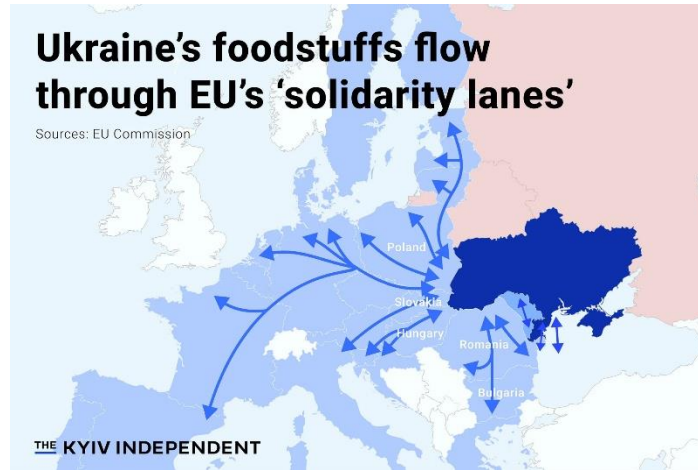 Ukraine's foodstuffs flow
through EU's 'solidarity lanes'
Sources: EU Commission
Poland
Slovakia
Hungary
Romania
Bulgaria
THE KYIV INDEPENDENT